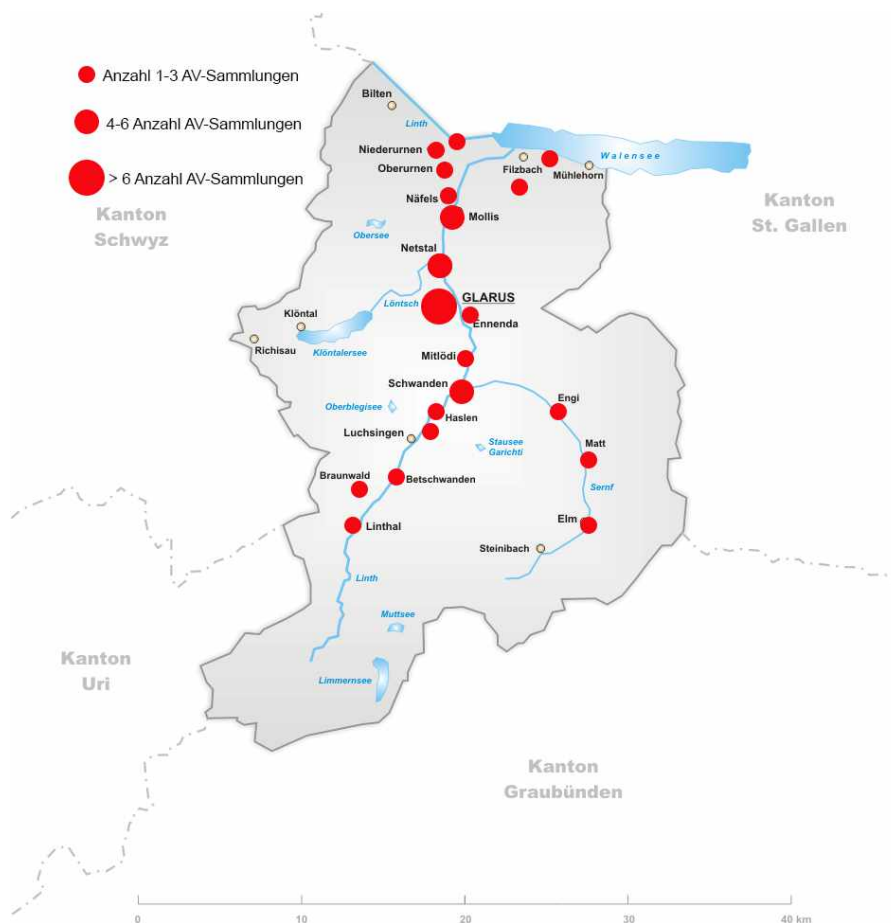 Anzahl 1-3 AV-Sammlungen
4-6 Anzahl AV-Sammlungen
> 6 Anzahl AV-Sammlungen
Bilten
Linth
Niederurnen
Oberurnen
Filzbach
Walensee
Mühlehorn
Näfels
Mollis
Kanton
Schwyz
Kanton
St. Gallen
Obersee
Netstal
GLARUS
Löntsch
Klöntal
Ennenda
Richisau
Klöntalersee
Mitlödi
Schwanden
Engi
Oberblegisee
Haslen
Luchsingen
Stausee
Garichti
Matt
Braunwald
Betschwanden
Sernf
Linthal
Elm
Steinibach
Linth
Muttsee
Kanton
Uri
Limmernsee
Kanton
Graubünden
0 10 20 30 40 km